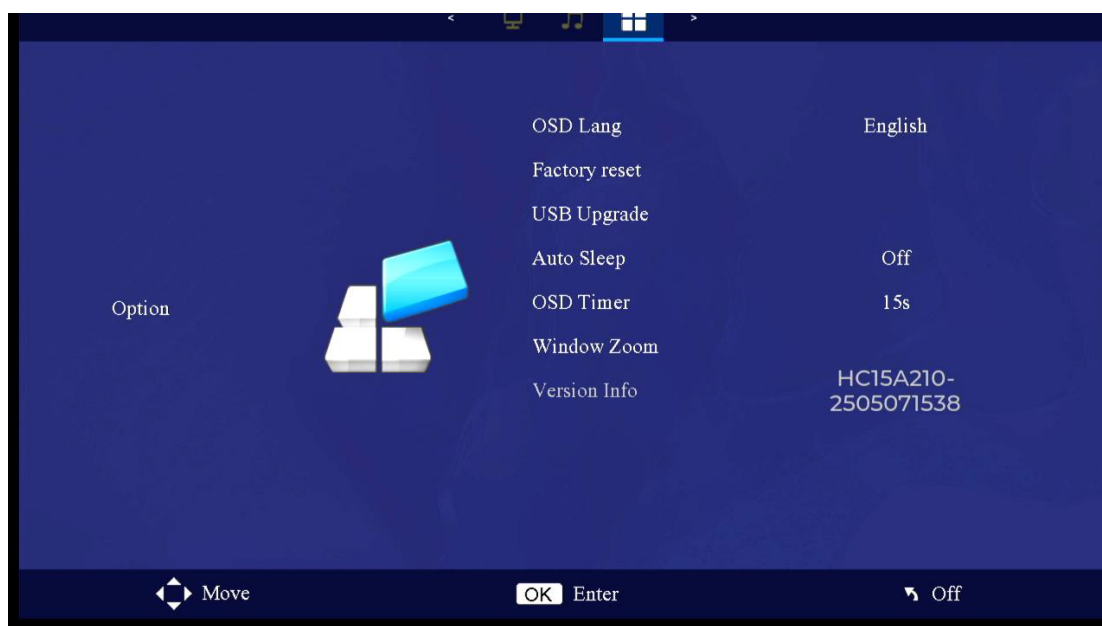 <   >
OSD Lang English
Factory reset
USB Upgrade
Auto Sleep Off
Option
OSD Timer 15s
Window Zoom
Version Info HC15A210-
2505071538
Move OK Enter Off